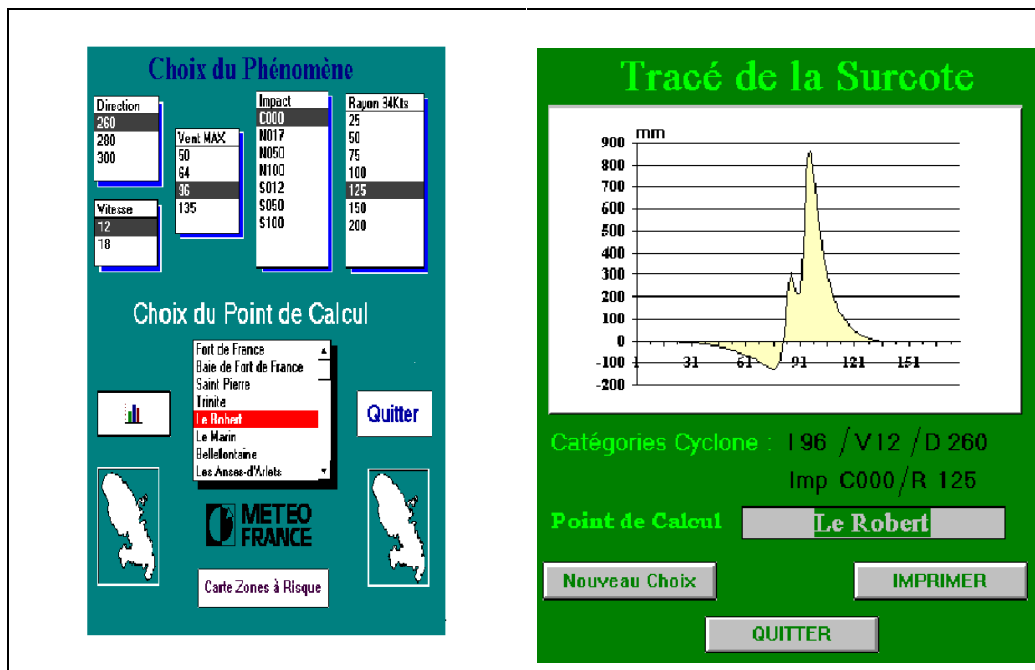 Choix du Phénomène
Direction
260
280
300
Vitesse
12
18
Vent MAX
50
64
96
135
Impact
C000
N017
N050
N100
S012
S050
S100
Rayon 34Kts
25
50
75
100
125
150
200
Choix du Point de Calcul
Fort de France
Baie de Fort de France
Saint Pierre
Trinite
Le Robert
Le Marin
Bellefontaine
Les Anses-d'Arlets
Quitter
METEO
FRANCE
Carte Zones à Risque
Tracé de la Surcote
mm
900
800
700
600
500
400
300
200
100
0
-100
-200
1 31 61 91 121 151
Catégories Cyclone : I 96 / V 12 / D 260
Imp C000 / R 125
Point de Calcul Le Robert
Nouveau Choix
IMPRIMER
QUITTER